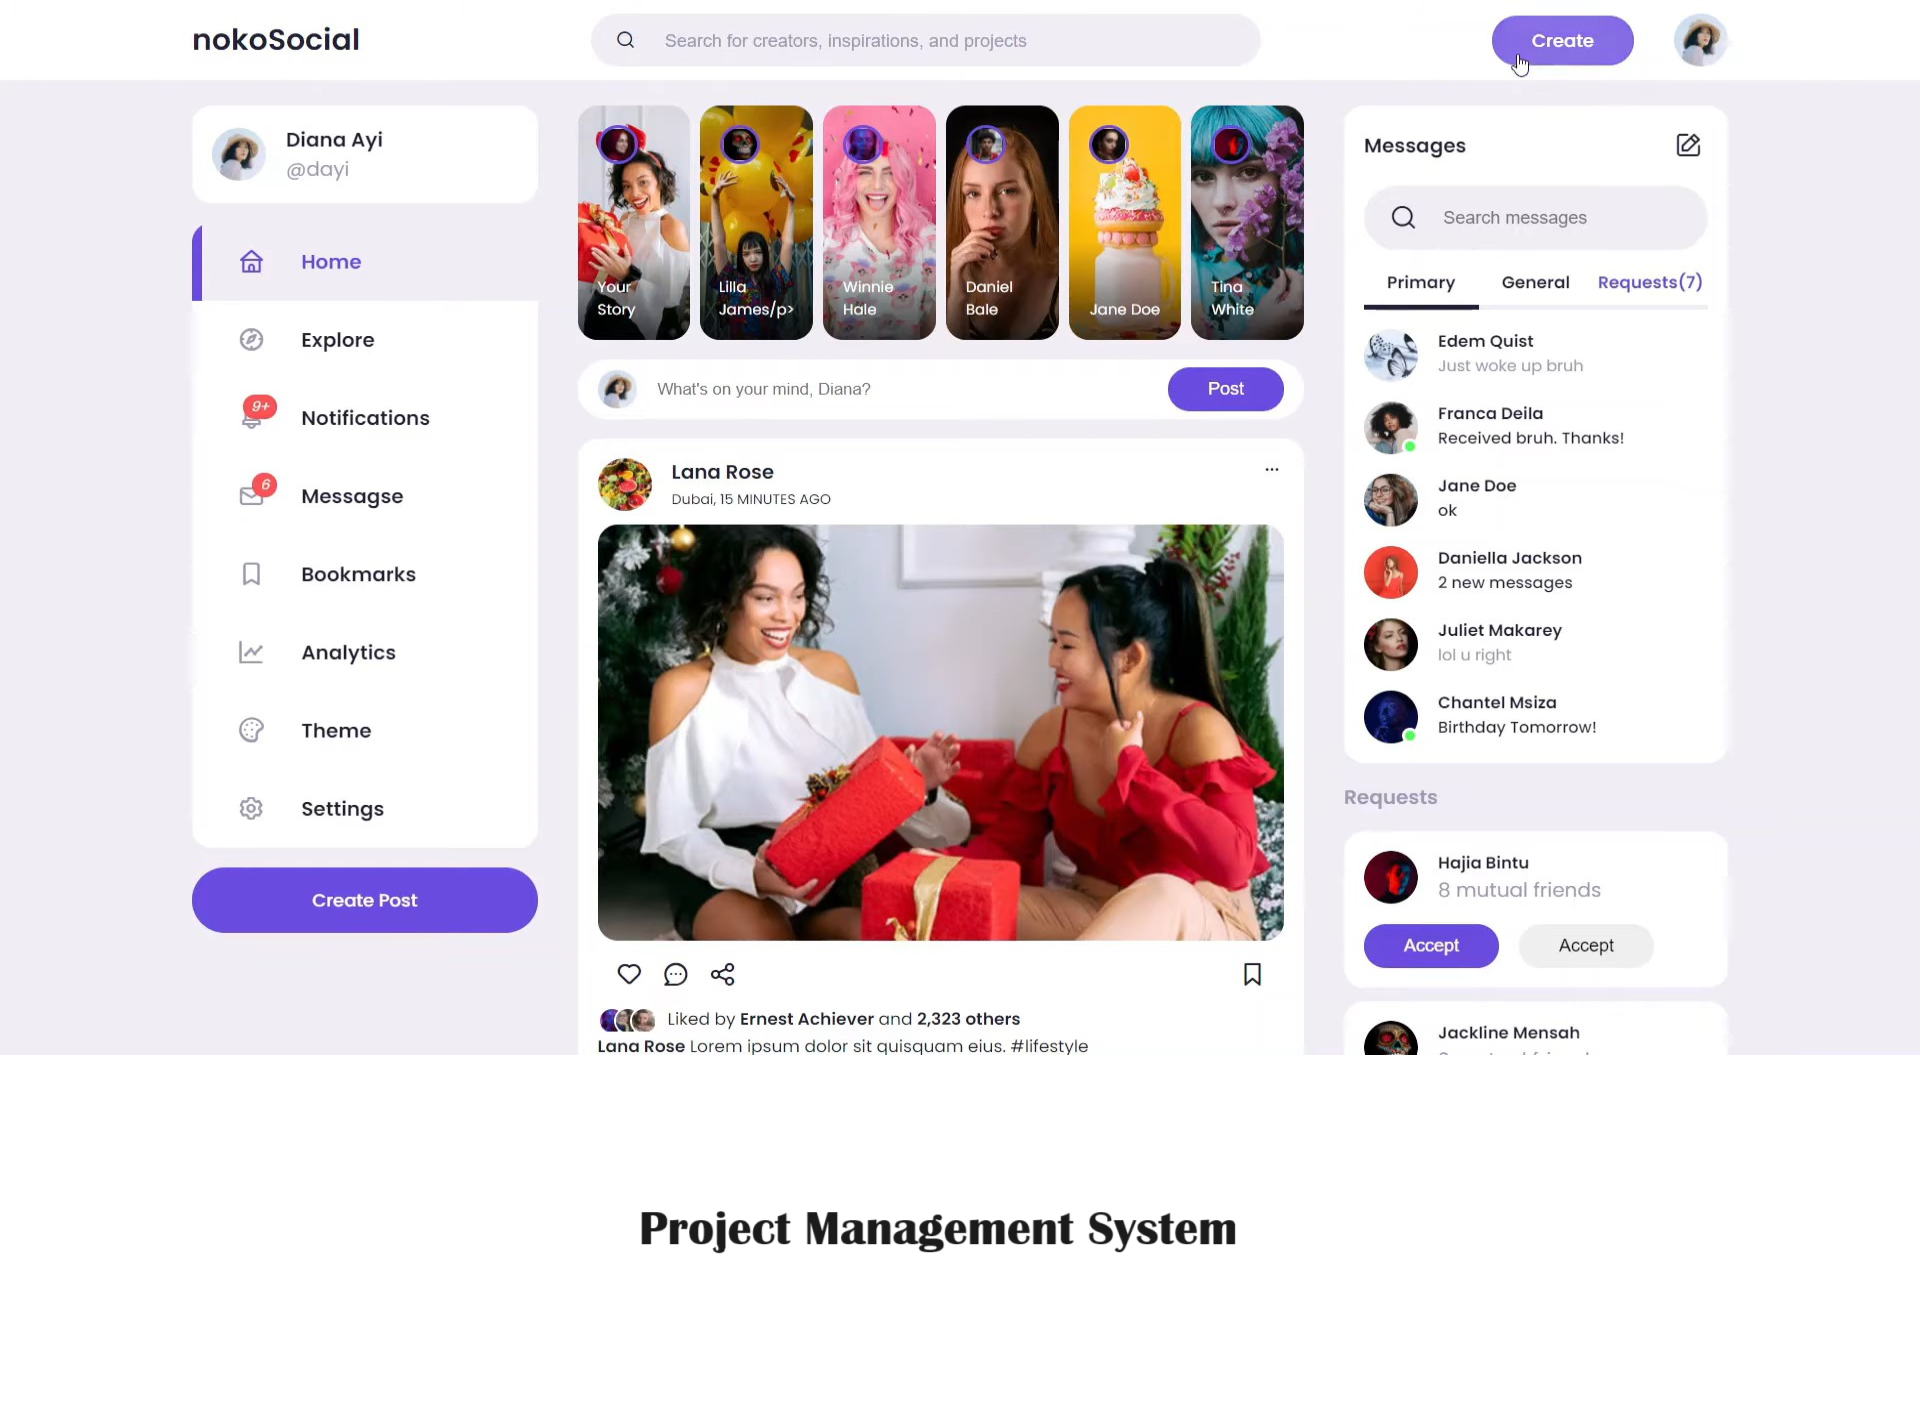 nokoSocial
Search for creators, inspirations, and projects
Create
Diana Ayi
@dayi
Home
Explore
9+
Notifications
6
Messagse
Bookmarks
Analytics
Theme
Settings
Create Post
Your
Story
Lilla
James/p>
Winnie
Hale
Daniel
Bale
Jane Doe
Tina
White
What's on your mind, Diana?
Post
Lana Rose
Dubai, 15 MINUTES AGO
Liked by Ernest Achiever and 2,323 others
Lana Rose Lorem ipsum dolor sit quisquam eius. #lifestyle
Messages
Search messages
Primary General Requests(7)
Edem Quist
Just woke up bruh
Franca Deila
Received bruh. Thanks!
Jane Doe
ok
Daniella Jackson
2 new messages
Juliet Makarey
lol u right
Chantel Msiza
Birthday Tomorrow!
Requests
Hajia Bintu
8 mutual friends
Accept Accept
Jackline Mensah
Project Management System